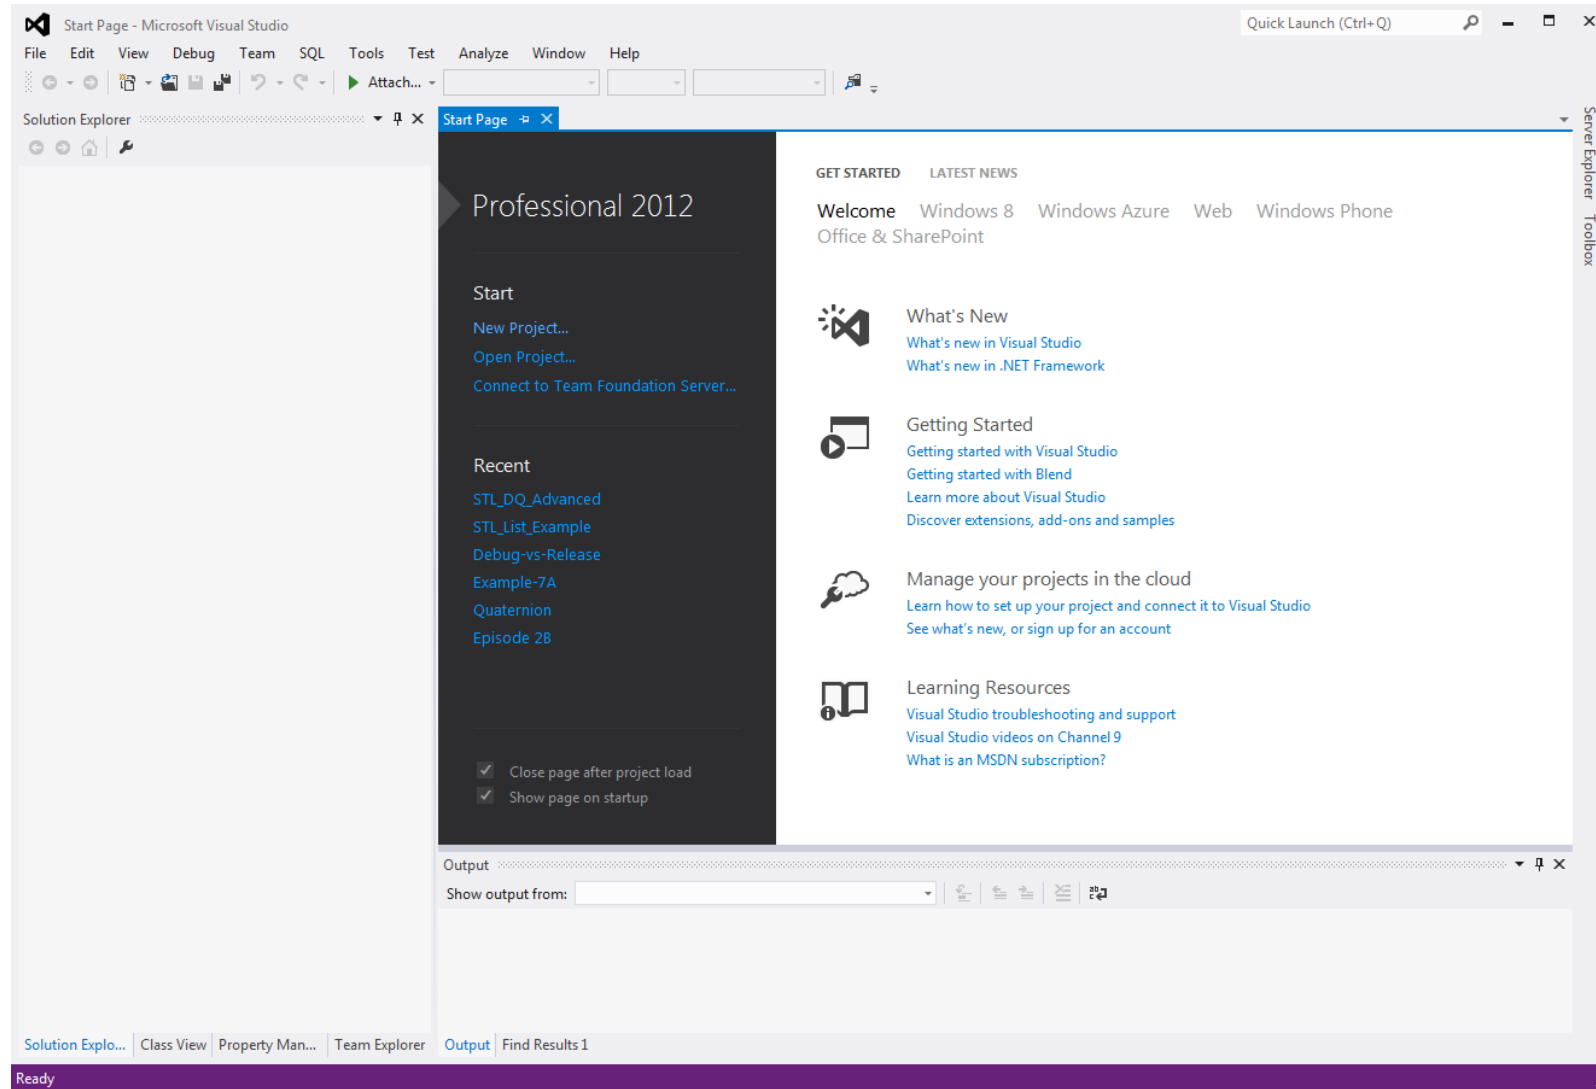 Start Page - Microsoft Visual Studio
Quick Launch (Ctrl+Q)
File Edit View Debug Team SQL Tools Test Analyze Window Help
Attach...
Solution Explorer
Start Page
Professional 2012
Start
New Project...
Open Project...
Connect to Team Foundation Server...
Recent
STL_DQ_Advanced
STL_List_Example
Debug-vs-Release
Example-7A
Quaternion
Episode 2B
Close page after project load
Show page on startup
GET STARTED LATEST NEWS
Welcome Windows 8 Windows Azure Web Windows Phone
Office & SharePoint
What's New
What's new in Visual Studio
What's new in .NET Framework
Getting Started
Getting started with Visual Studio
Getting started with Blend
Learn more about Visual Studio
Discover extensions, add-ons and samples
Manage your projects in the cloud
Learn how to set up your project and connect it to Visual Studio
See what's new, or sign up for an account
Learning Resources
Visual Studio troubleshooting and support
Visual Studio videos on Channel 9
What is an MSDN subscription?
Server Explorer
Toolbox
Output
Show output from:
Solution Explo... Class View Property Man... Team Explorer
Output Find Results 1
Ready